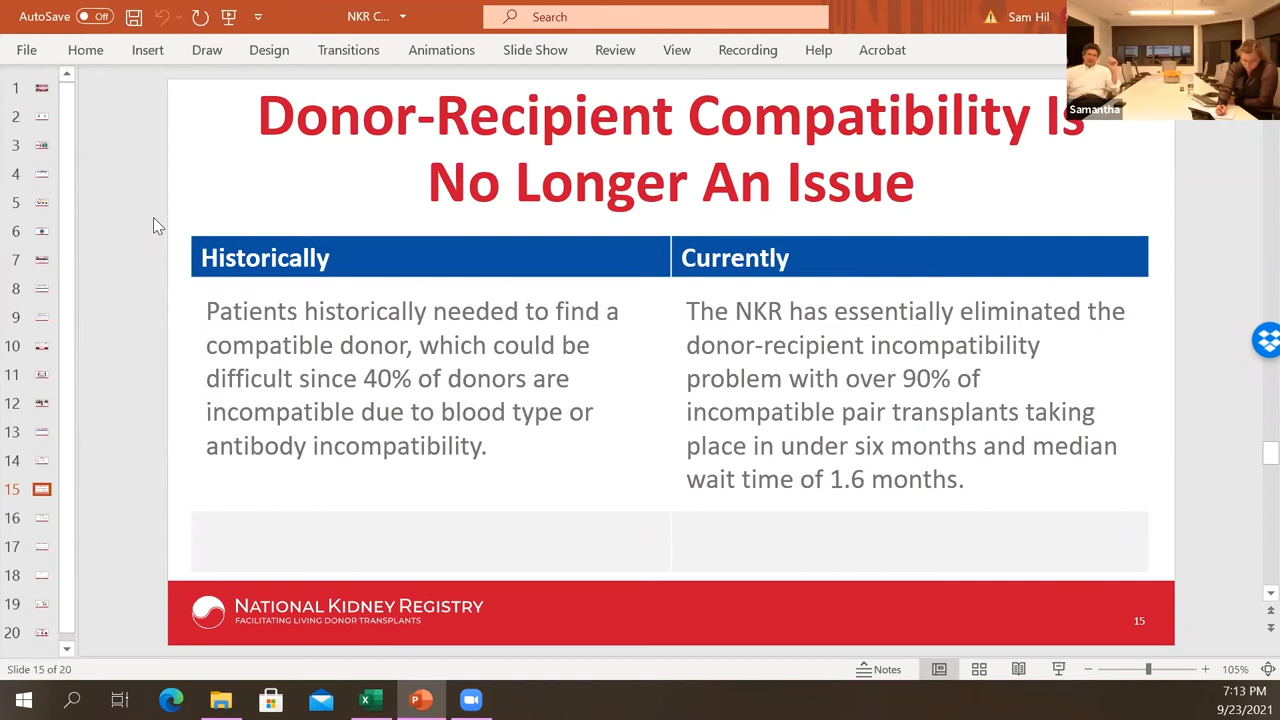 AutoSave Off NKR C... Search Sam Hil
File Home Insert Draw Design Slide Show Transitions Animations Review View Recording Help Acrobat
Samantha
Donor-Recipient Compatibility Is
No Longer An Issue
Historically
Patients historically needed to find a
compatible donor, which could be
difficult since 40% of donors are
incompatible due to blood type or
antibody incompatibility.
Currently
The NKR has essentially eliminated the
donor-recipient incompatibility
problem with over 90% of
incompatible pair transplants taking
place in under six months and median
wait time of 1.6 months.
NATIONAL KIDNEY REGISTRY
FACILITATING LIVING DONOR TRANSPLANTS
15
1
2
3
4
5
6
7
8
9
10
11
12
13
14
15
16
17
18
19
20
Slide 15 of 20 Notes 105%
7:13 PM
9/23/2021